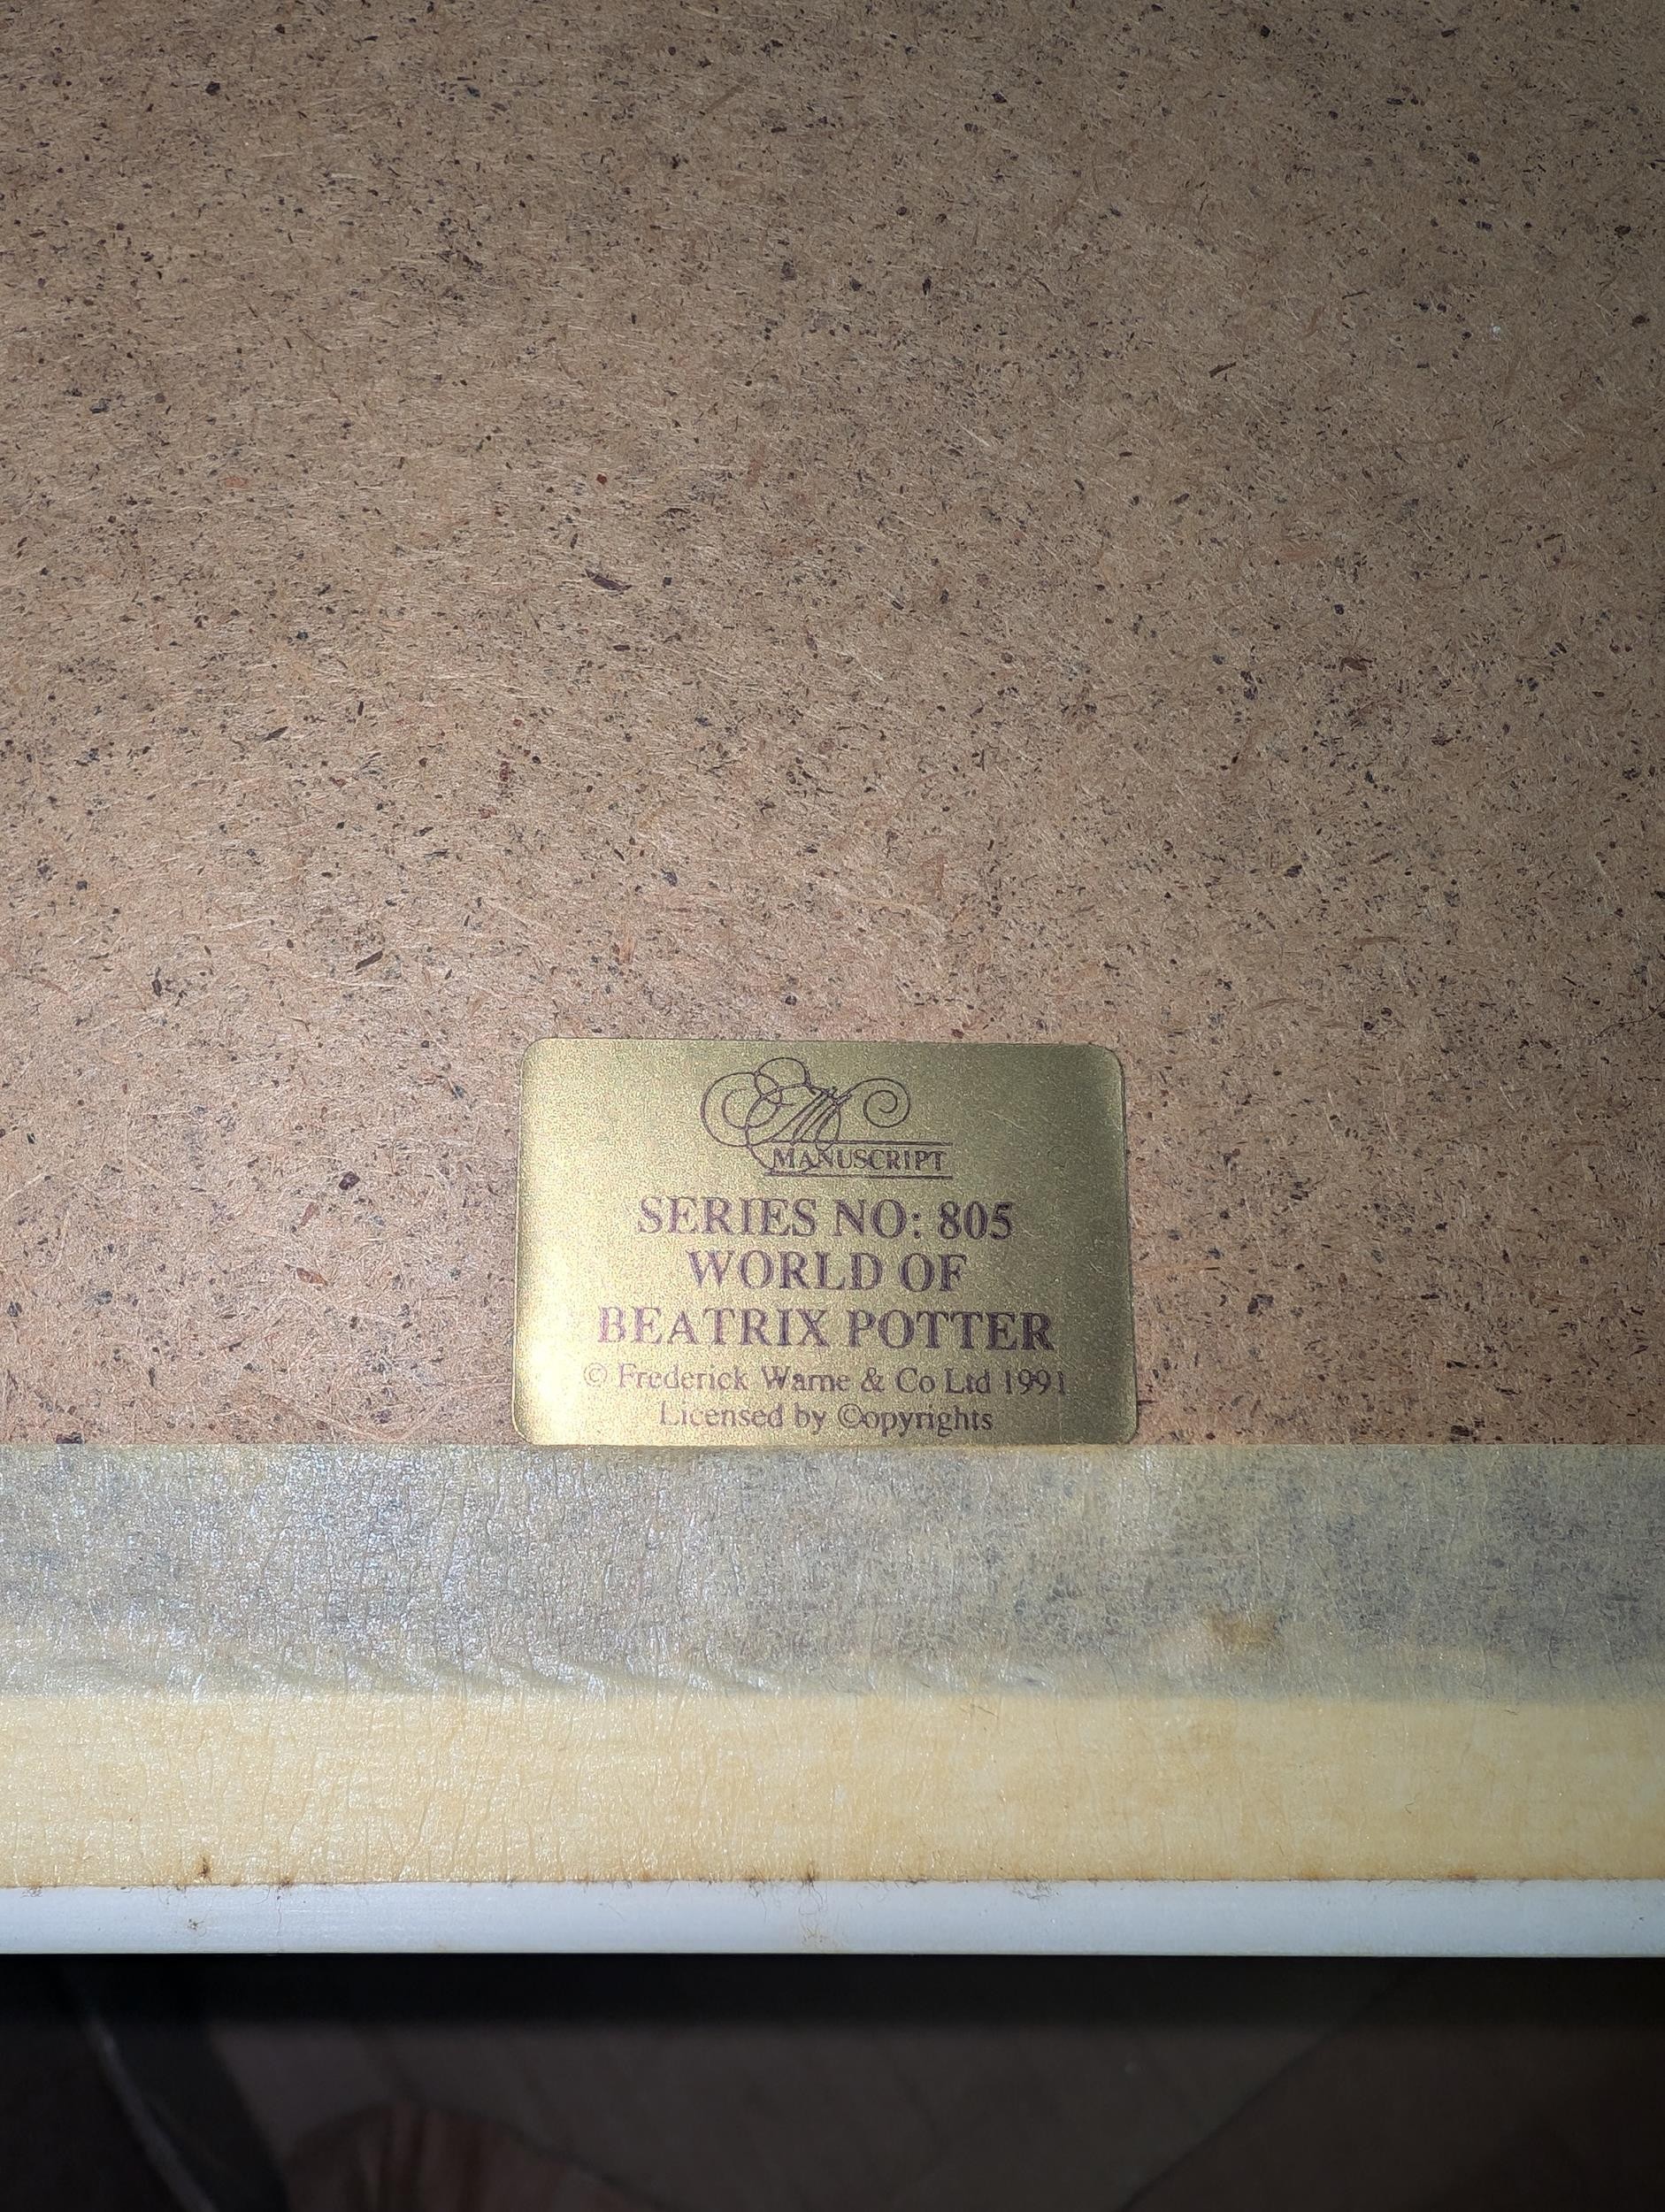 M
MANUSCRIPT
SERIES NO: 805
WORLD OF
BEATRIX POTTER
© Frederick Warne & Co Ltd 1991
Licensed by ©opyrights